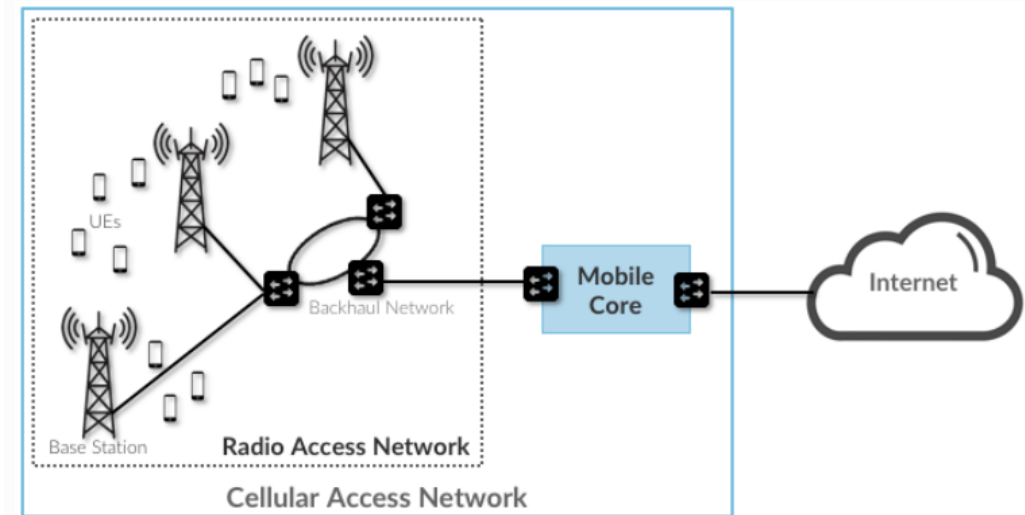 UEs
Backhaul Network
Mobile
Core
Internet
Base Station
Radio Access Network
Cellular Access Network